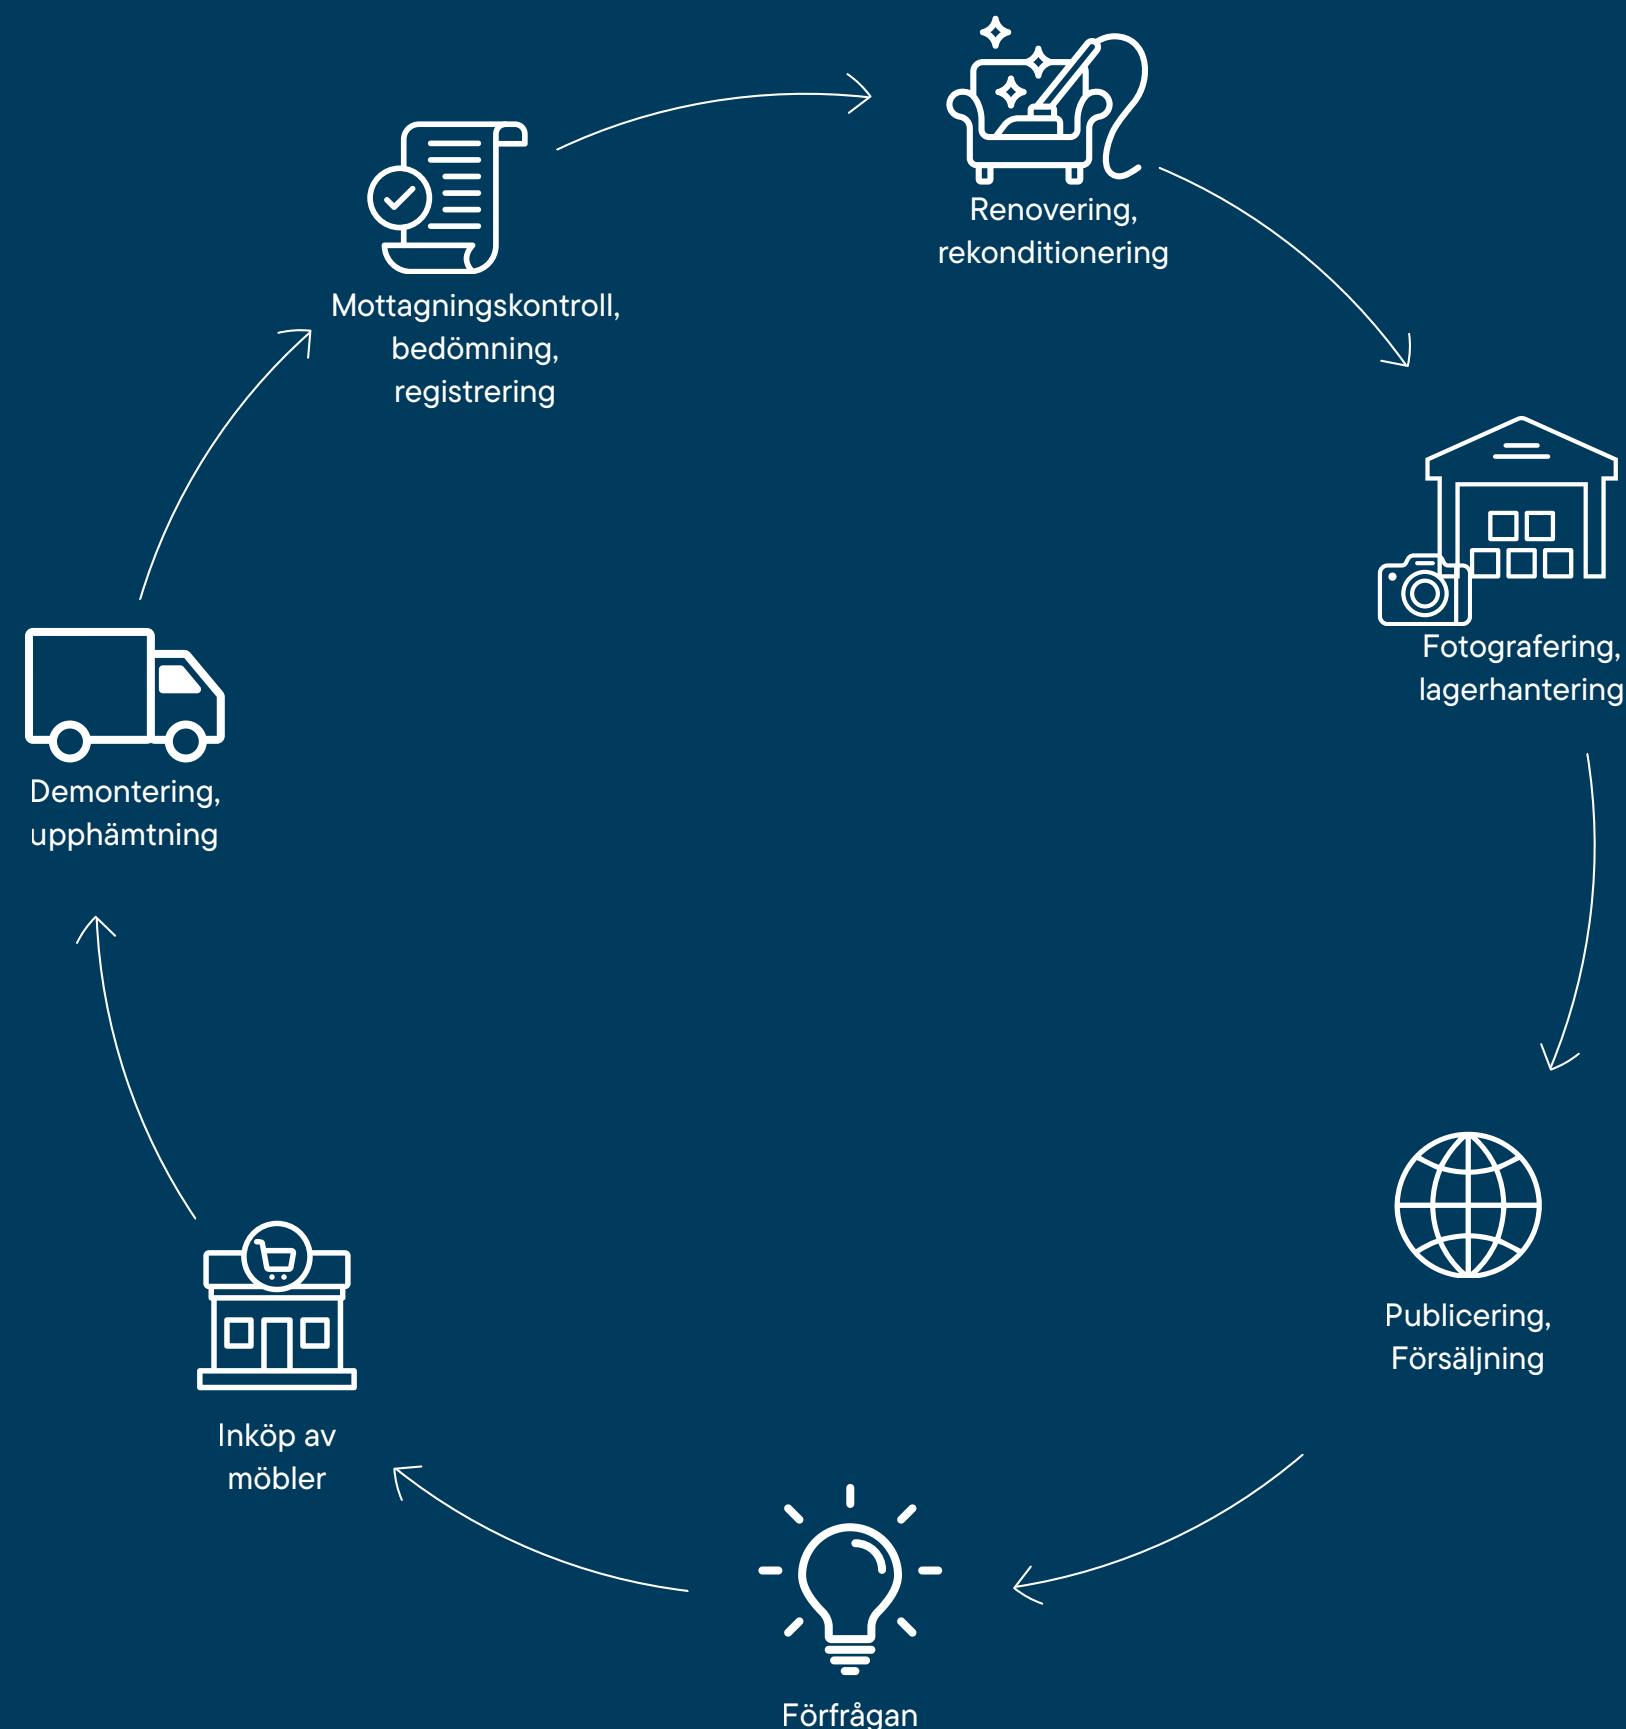 Renovering,
rekonditionering
Mottagningskontroll,
bedömning,
registrering
Fotografering,
lagerhantering
Demontering,
upphämtning
Publicering,
Försäljning
Inköp av
möbler
Förfrågan